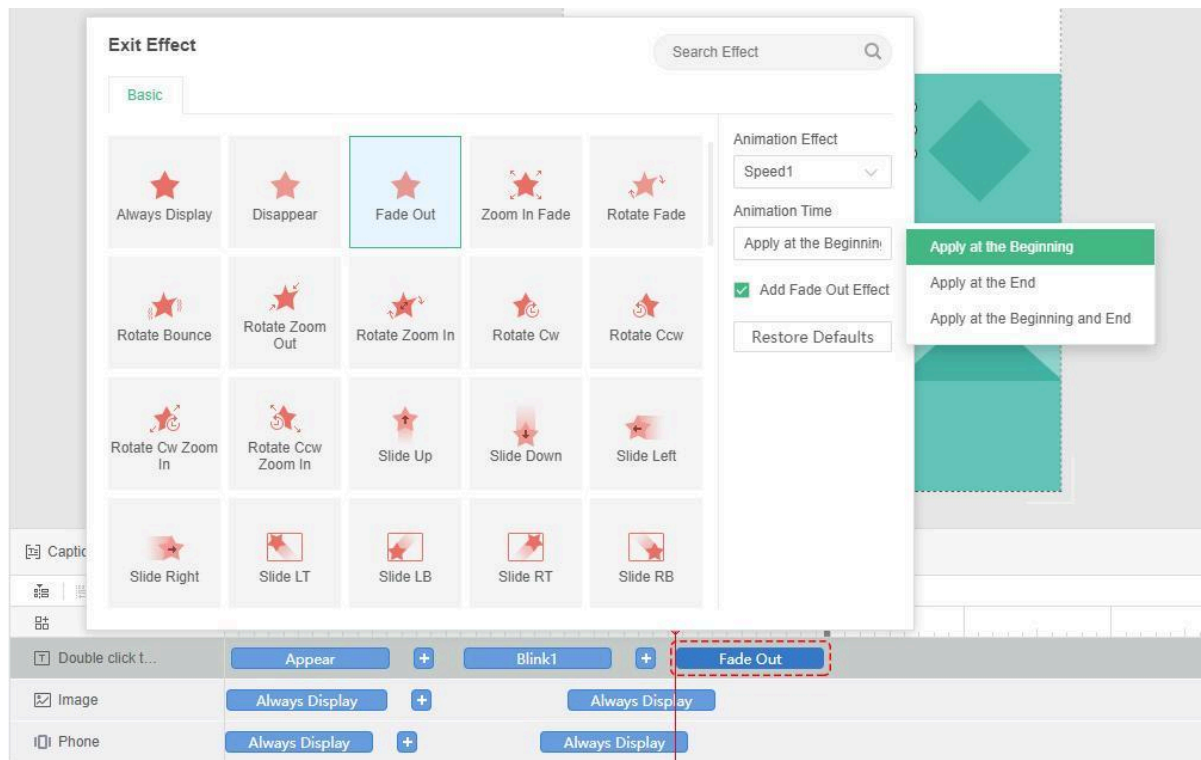 Exit Effect
Search Effect
Basic
Always Display
Disappear
Fade Out
Zoom In Fade
Rotate Fade
Rotate Bounce
Rotate Zoom
Out
Rotate Zoom In
Rotate Cw
Rotate Ccw
Rotate Cw Zoom
In
Rotate Ccw
Zoom In
Slide Up
Slide Down
Slide Left
Slide Right
Slide LT
Slide LB
Slide RT
Slide RB
Animation Effect
Speed1
Animation Time
Apply at the Beginning
Add Fade Out Effect
Restore Defaults
Apply at the Beginning
Apply at the End
Apply at the Beginning and End
Double click t...
Appear
Blink1
Fade Out
Image
Always Display
Always Display
Phone
Always Display
Always Display